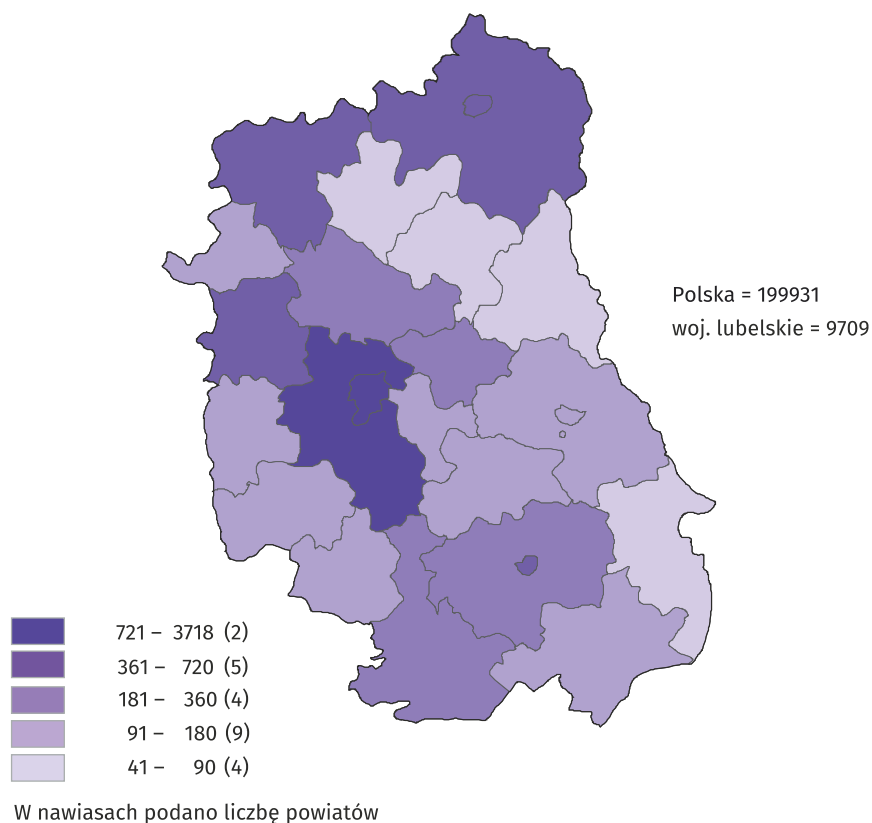 Polska = 199931
woj. lubelskie = 9709
721 – 3718 (2)
361 – 720 (5)
181 – 360 (4)
91 – 180 (9)
41 – 90 (4)
W nawiasach podano liczbę powiatów